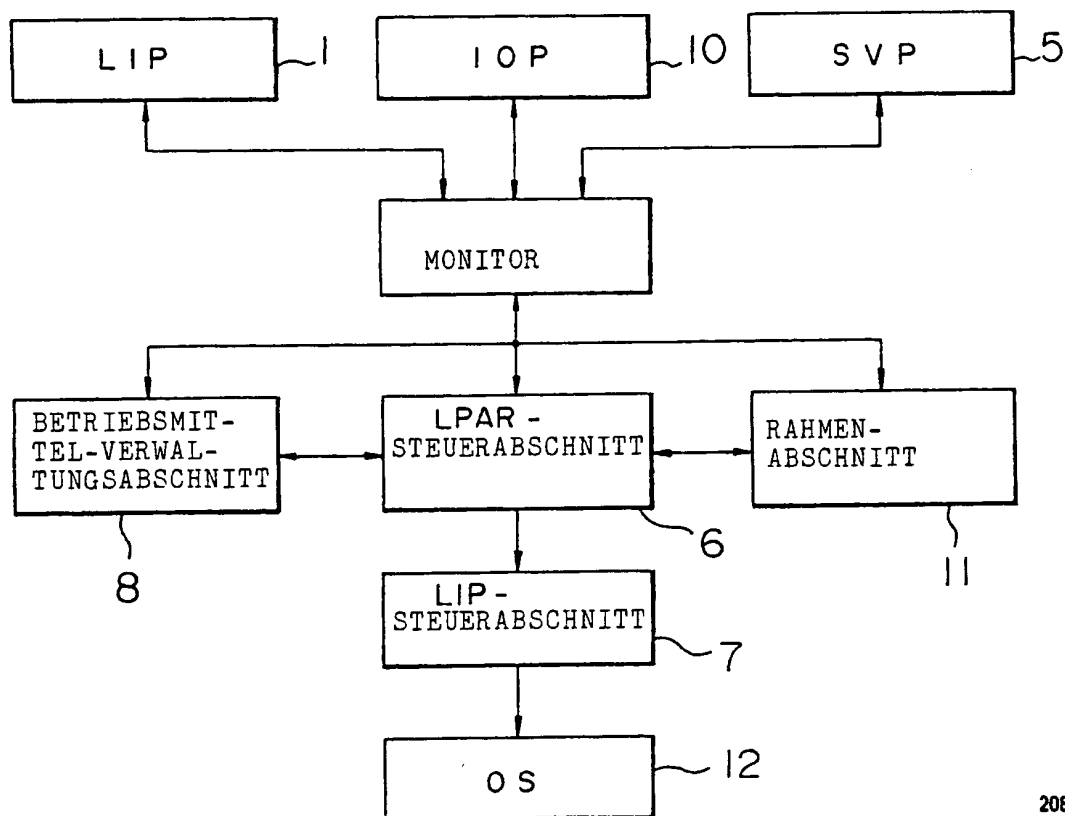 LIP
1
IOP
10
SVP
5
MONITOR
BETRIEBSMIT-
TEL-VERWAL-
TUNGSABSCHNITT
8
LPAR-
STEUERABSCHNITT
6
RAHMEN-
ABSCHNITT
11
LIP-
STEUERABSCHNITT
7
OS
12
208